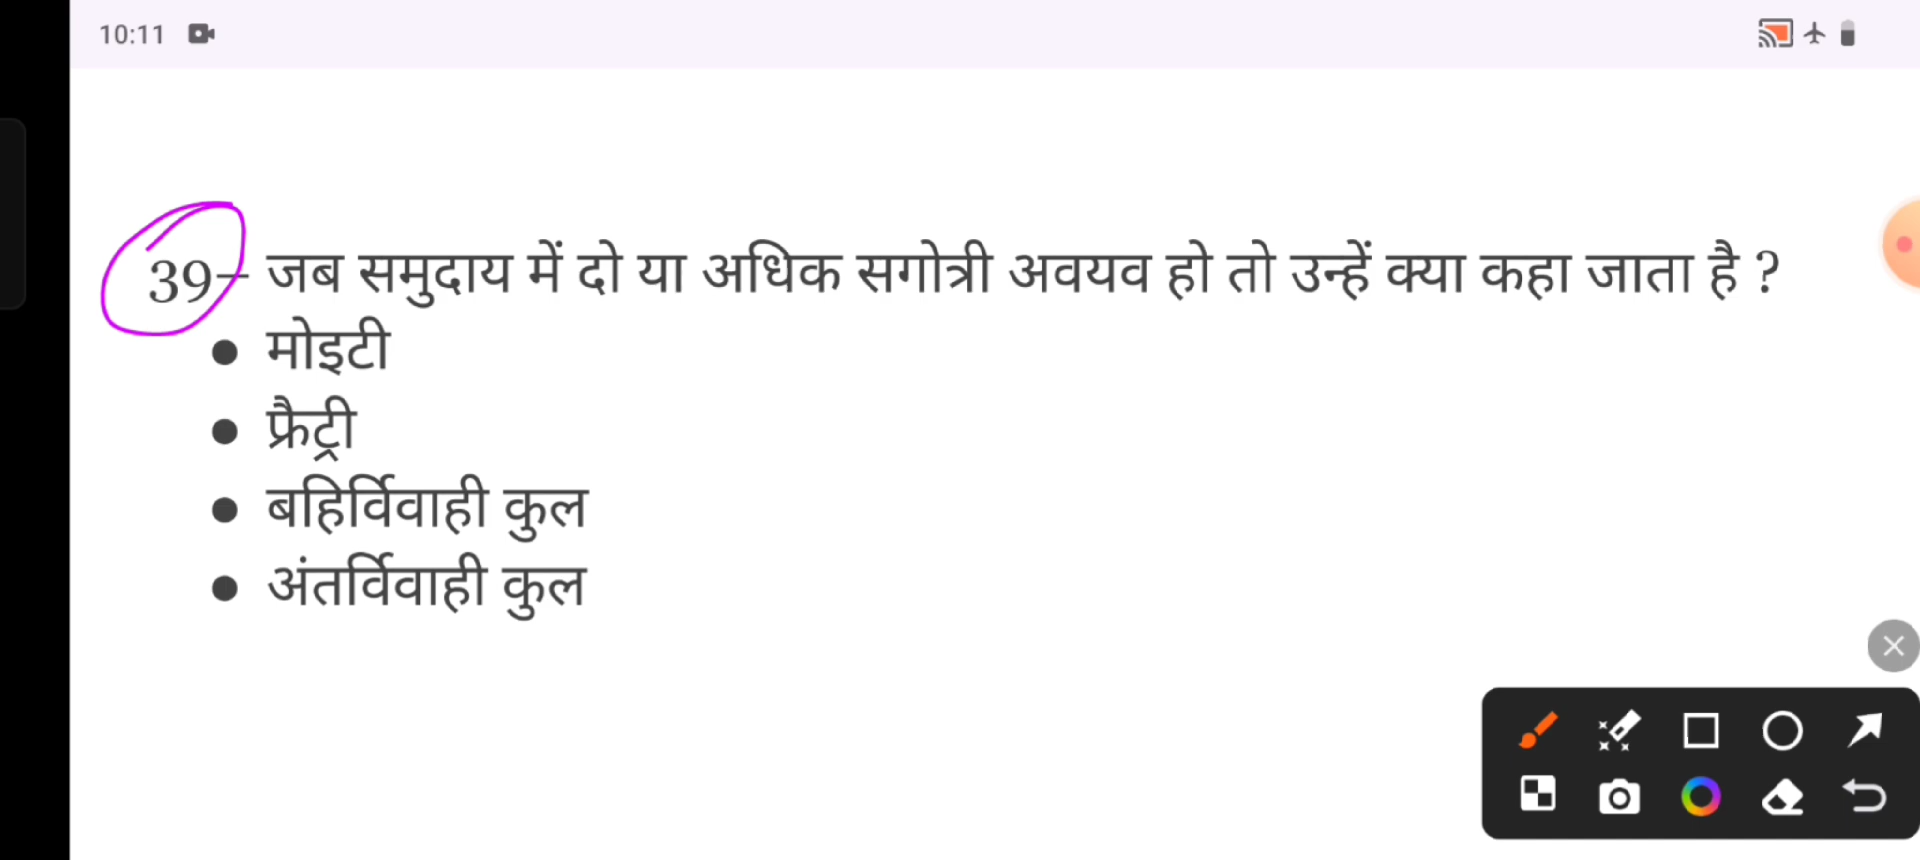 10:11
39– जब समुदाय में दो या अधिक सगोत्री अवयव हो तो उन्हें क्या कहा जाता है ?
● मोइटी
● फ्रैट्री
● बहिर्विवाही कुल
● अंतर्विवाही कुल